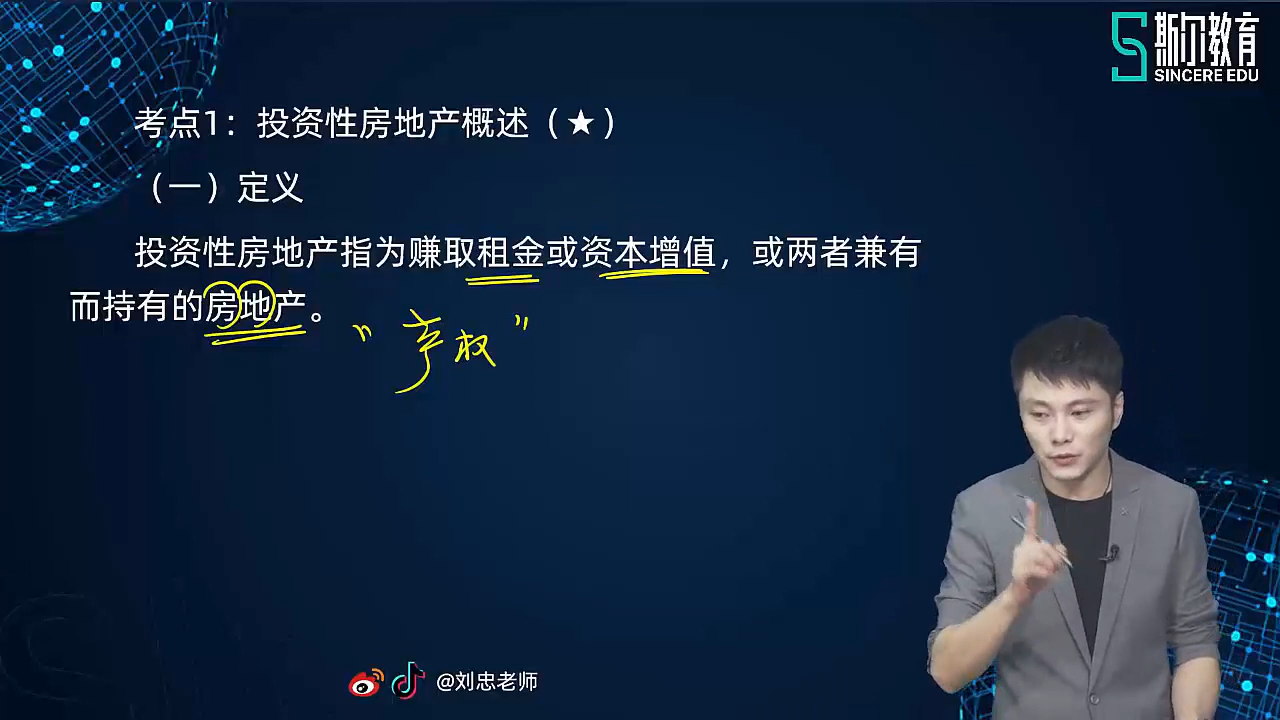 斯尔教育
SINCERE EDU
考点1：投资性房地产概述（★）
（一）定义
投资性房地产指为赚取租金或资本增值，或两者兼有
而持有的房地产。
“产权”
@刘忠老师